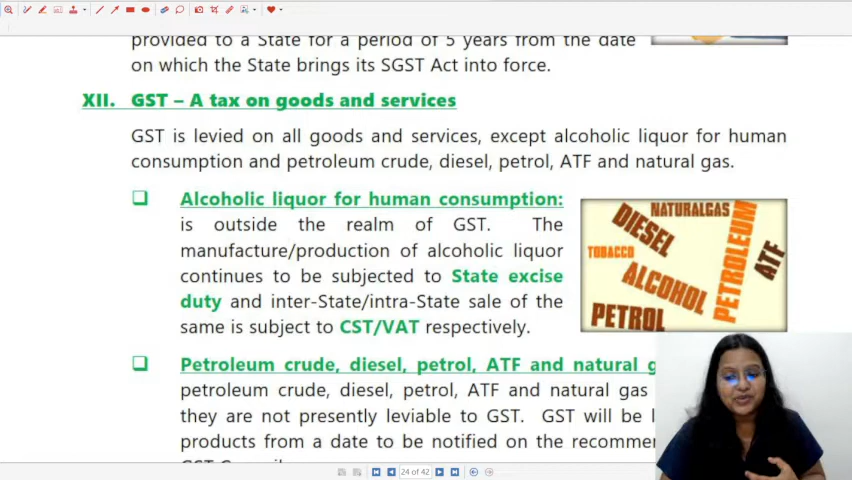 provided to a State for a period of 5 years from the date
on which the State brings its SGST Act into force.
XII. GST – A tax on goods and services
GST is levied on all goods and services, except alcoholic liquor for human
consumption and petroleum crude, diesel, petrol, ATF and natural gas.
Alcoholic liquor for human consumption:
is outside the realm of GST. The
manufacture/production of alcoholic liquor
continues to be subjected to State excise
duty and inter-State/intra-State sale of the
same is subject to CST/VAT respectively.
NATURALGAS
DIESEL
TOBACCO
ALCOHOL
PETROLEUM
ATF
PETROL
Petroleum crude, diesel, petrol, ATF and natural g
petroleum crude, diesel, petrol, ATF and natural gas
they are not presently leviable to GST. GST will be l
products from a date to be notified on the recommen
24 of 42